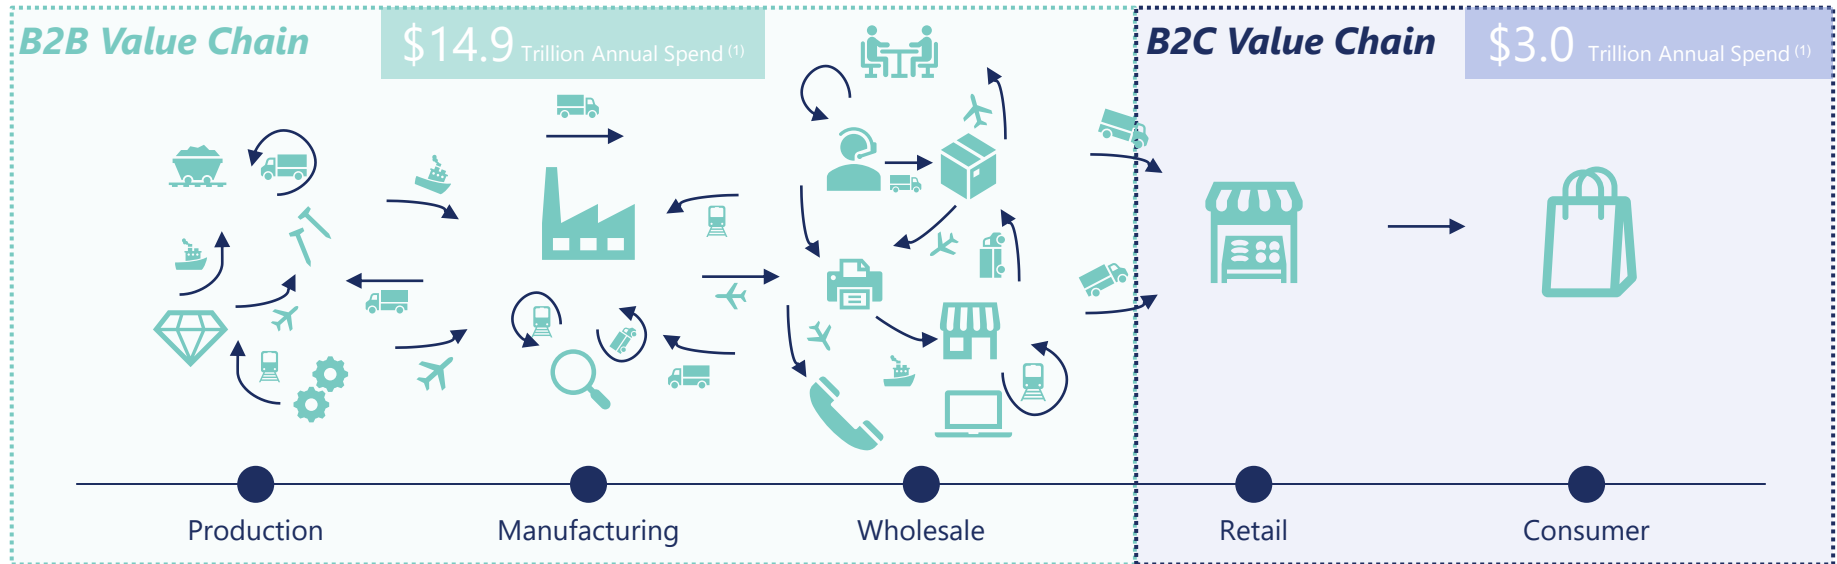 B2B Value Chain
$14.9 Trillion Annual Spend (1)
B2C Value Chain
$3.0 Trillion Annual Spend (1)
Production
Manufacturing
Wholesale
Retail
Consumer